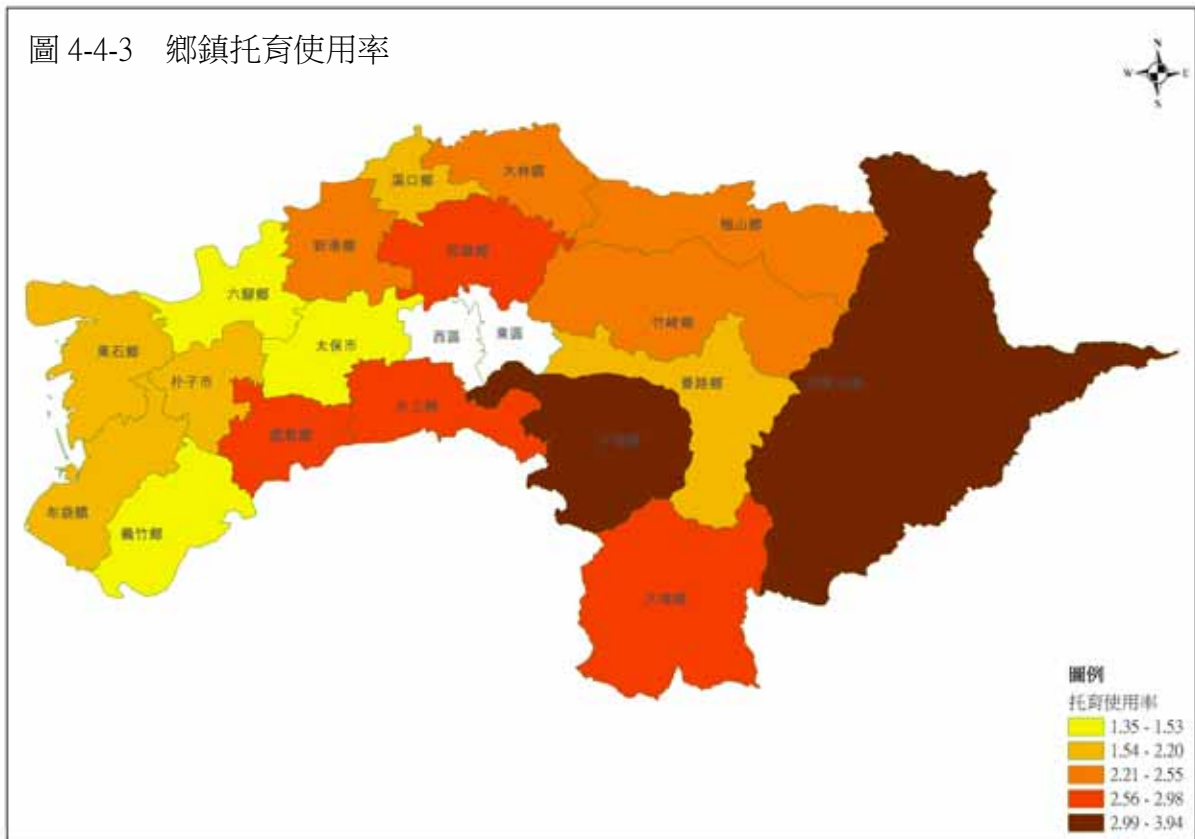 圖 4-4-3 鄉鎮托育使用率
N
W E
S
溪口鄉
大林鎮
梅山鄉
新港鄉
民雄鄉
六腳鄉
竹崎鄉
太保市
西區
東區
東石鄉
朴子市
番路鄉
水上鄉
鹿草鄉
中埔鄉
布袋鎮
義竹鄉
大埔鄉
圖例
托育使用率
1.35 - 1.53
1.54 - 2.20
2.21 - 2.55
2.56 - 2.98
2.99 - 3.94